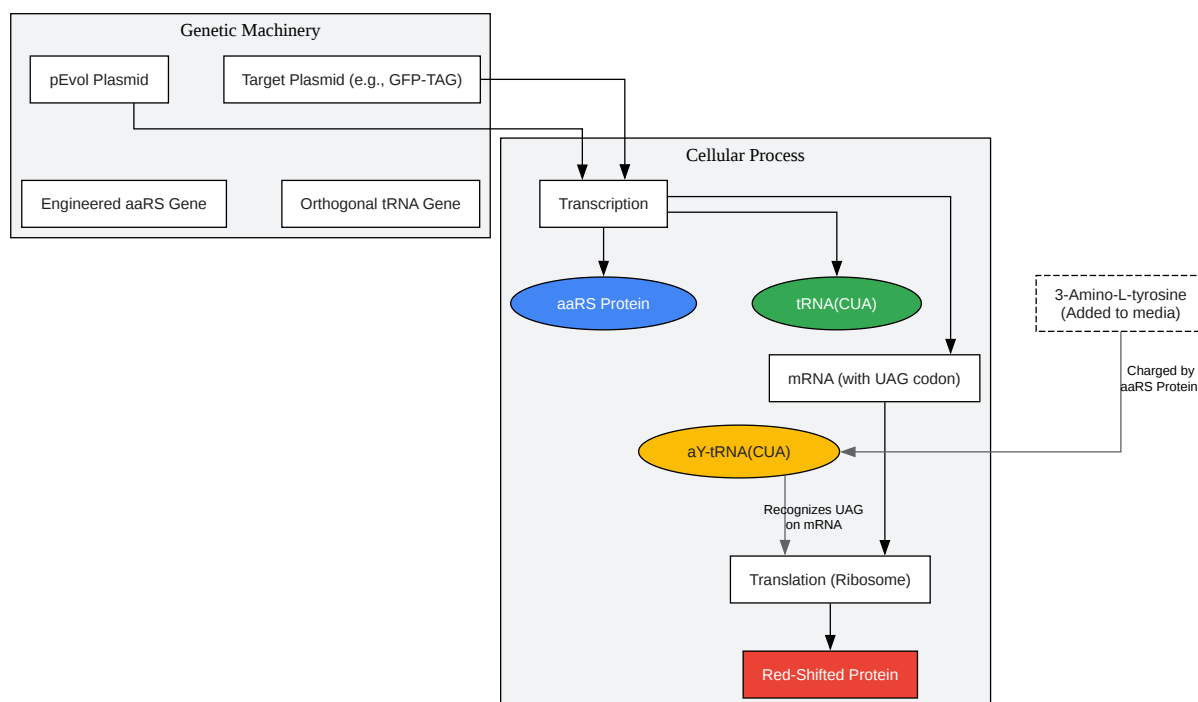 Genetic Machinery
pEvol Plasmid
Target Plasmid (e.g., GFP-TAG)
Engineered aaRS Gene
Orthogonal tRNA Gene
Cellular Process
Transcription
aaRS Protein
tRNA(CUA)
3-Amino-L-tyrosine
(Added to media)
mRNA (with UAG codon)
Charged by
aaRS Protein
aY-tRNA(CUA)
Recognizes UAG
on mRNA
Translation (Ribosome)
Red-Shifted Protein